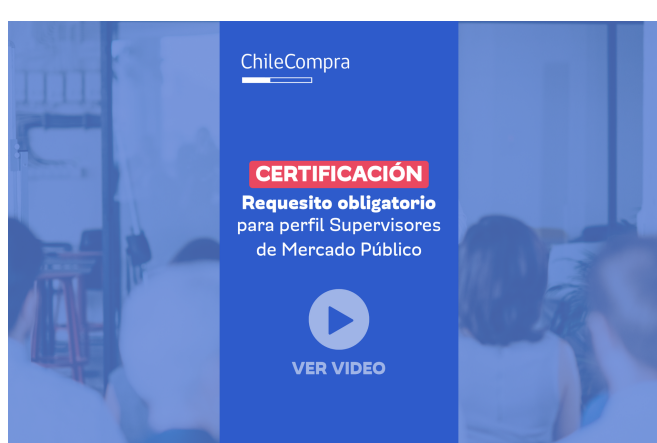 ChileCompra
CERTIFICACIÓN
Requesito obligatorio
para perfil Supervisores
de Mercado Público
VER VIDEO